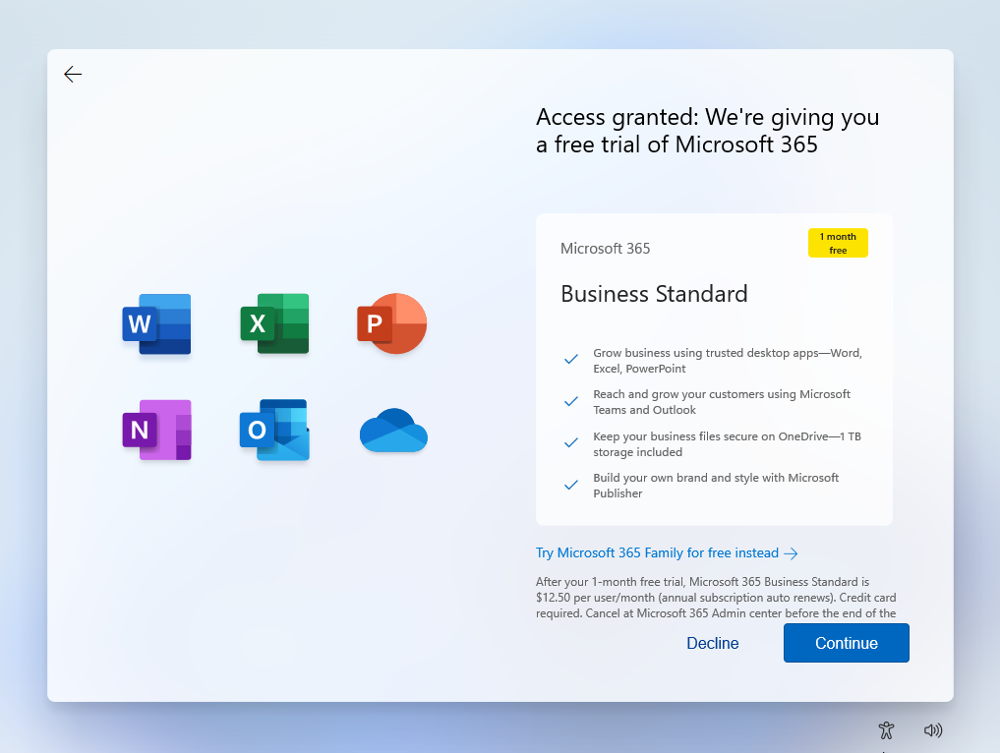 Access granted: We're giving you
a free trial of Microsoft 365
Microsoft 365
1 month
free
Business Standard
W
X
P
N
O
Grow business using trusted desktop apps—Word,
Excel, PowerPoint
Reach and grow your customers using Microsoft
Teams and Outlook
Keep your business files secure on OneDrive—1 TB
storage included
Build your own brand and style with Microsoft
Publisher
Try Microsoft 365 Family for free instead
After your 1-month free trial, Microsoft 365 Business Standard is
$12.50 per user/month (annual subscription auto renews). Credit card
required. Cancel at Microsoft 365 Admin center before the end of the
Decline
Continue